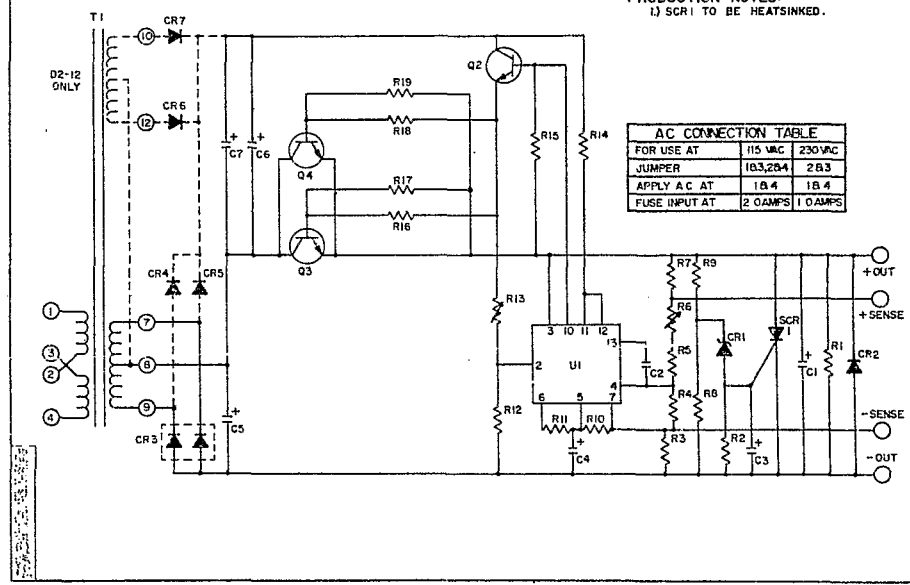 PRODUCTION NOTES:
1.) SCR1 TO BE HEATSINKED.
T1
D2-12
ONLY
10
CR7
12
CR6
C7
C6
R19
R18
Q4
R17
R16
Q3
Q2
R15
R14
AC CONNECTION TABLE
FOR USE AT 115 VAC 230 VAC
JUMPER 1&3,2&4 2&3
APPLY AC AT 1&4 1&4
FUSE INPUT AT 2 0AMPS 1 0AMPS
CR4
CR5
1
3
2
4
7
8
9
CR3
C5
R13
R12
3 10 11 12
13
2
U1
4
6 5 7
C2
R11
R10
C4
R7
R9
R6
R5
R4
R3
R8
CR1
R2
C3
SCR
1
C1
R1
CR2
+OUT
+SENSE
-SENSE
-OUT